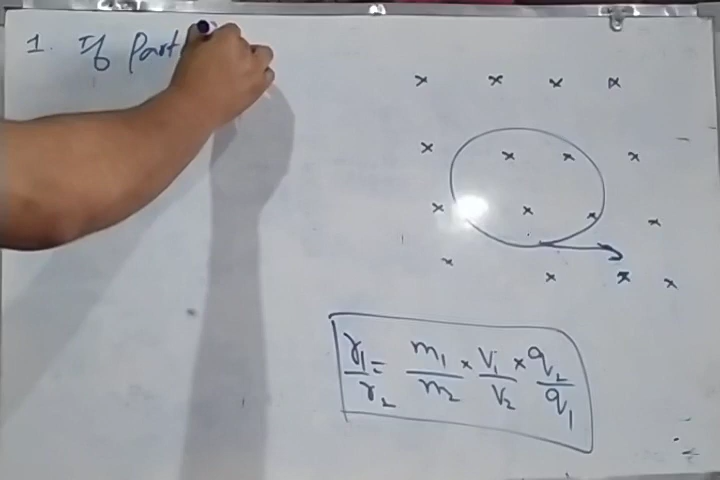 1. If Part
x x x x
x x x x
x x x x
x x x x
r₁/r₂ = m₁/m₂ × v₁/v₂ × q₂/q₁